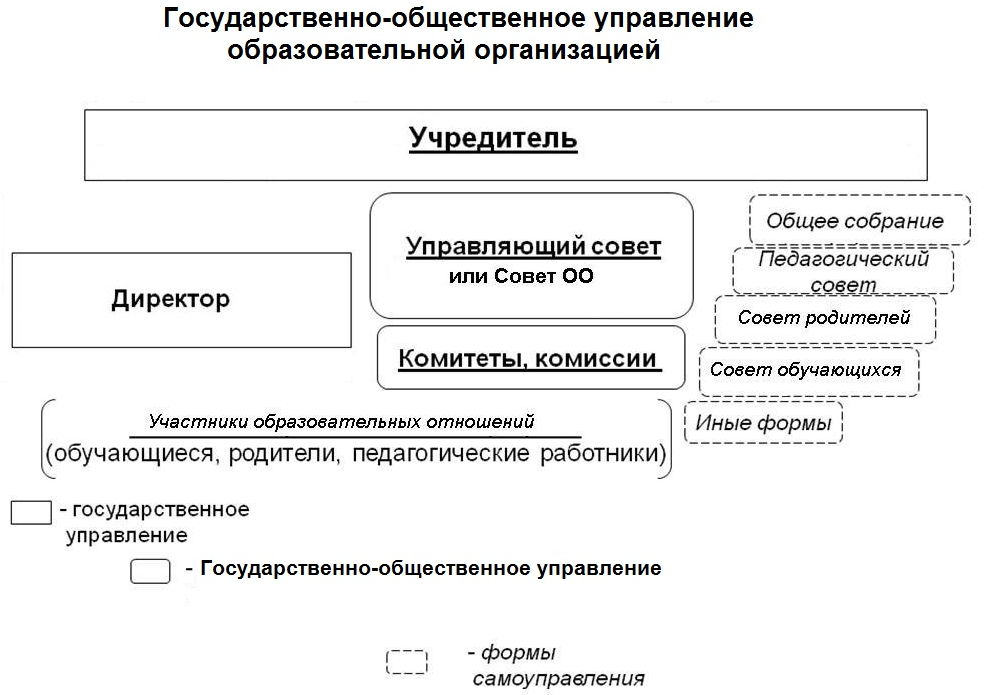 Государственно-общественное управление
образовательной организацией
Учредитель
Управляющий совет
или Совет ОО
Директор
Комитеты, комиссии
Общее собрание
Педагогический
совет
Совет родителей
Совет обучающихся
Иные формы
Участники образовательных отношений
(обучающиеся, родители, педагогические работники)
- государственное
управление
- Государственно-общественное управление
- формы
самоуправления